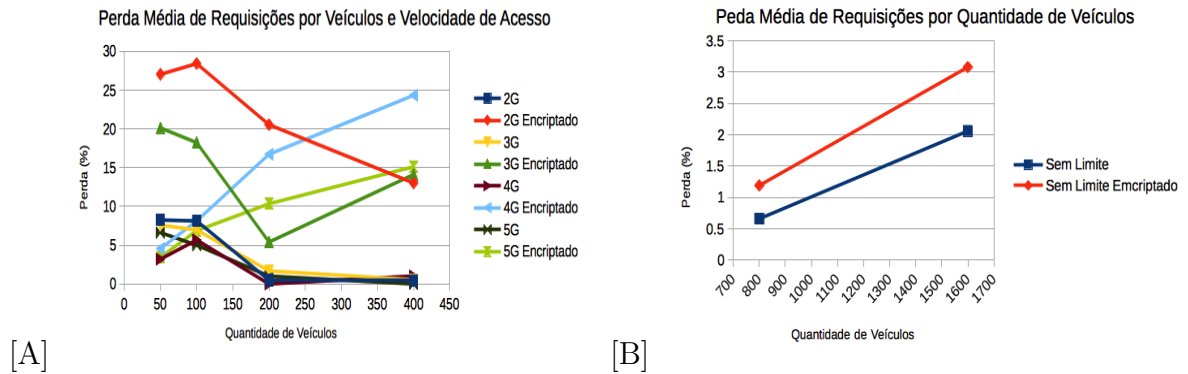 Perda Média de Requisições por Veículos e Velocidade de Acesso
30
25
20
15
10
5
0
Perda (%)
0 50 100 150 200 250 300 350 400 450
Quantidade de Veículos
2G
2G Encriptado
3G
3G Encriptado
4G
4G Encriptado
5G
5G Encriptado
[A]
Peda Média de Requisições por Quantidade de Veículos
3.5
3
2.5
2
1.5
1
0.5
0
Perda (%)
700 800 900 1000 1100 1200 1300 1400 1500 1600 1700
Quantidade de Veículos
Sem Limite
Sem Limite Emcriptado
[B]